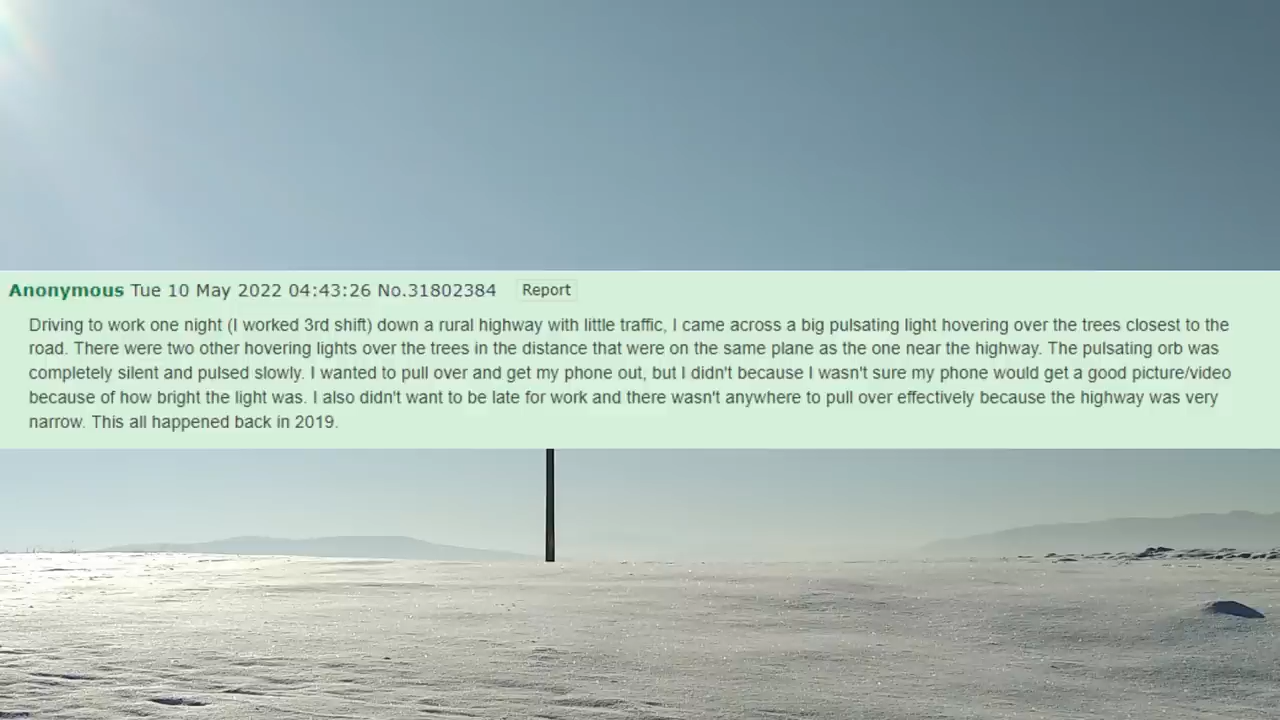 Anonymous Tue 10 May 2022 04:43:26 No.31802384 Report
Driving to work one night (I worked 3rd shift) down a rural highway with little traffic, I came across a big pulsating light hovering over the trees closest to the
road. There were two other hovering lights over the trees in the distance that were on the same plane as the one near the highway. The pulsating orb was
completely silent and pulsed slowly. I wanted to pull over and get my phone out, but I didn't because I wasn't sure my phone would get a good picture/video
because of how bright the light was. I also didn't want to be late for work and there wasn't anywhere to pull over effectively because the highway was very
narrow. This all happened back in 2019.